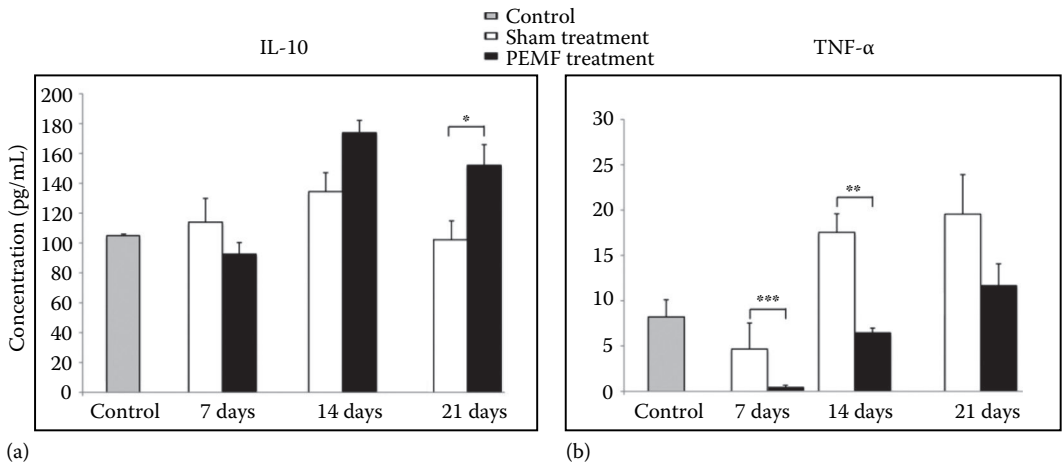 Control
Sham treatment
PEMF treatment
IL-10
TNF-α
Concentration (pg/mL)
200
180
160
140
120
100
80
60
40
20
0
*
Control
7 days
14 days
21 days
(a)
30
25
20
15
10
5
0
***
**
Control
7 days
14 days
21 days
(b)